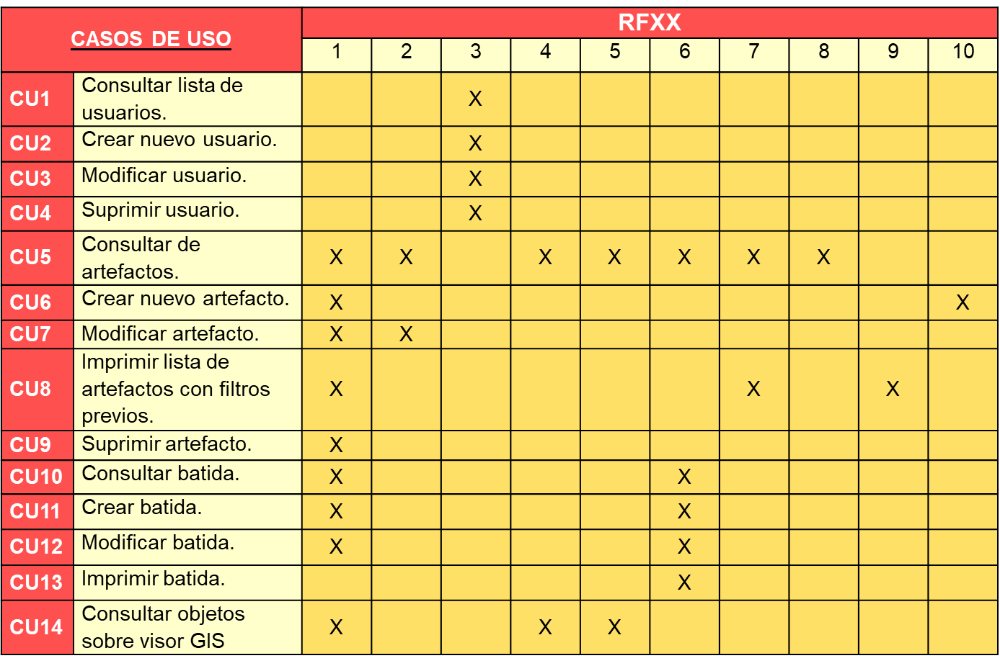 CASOS DE USO
RFXX
1 2 3 4 5 6 7 8 9 10
CU1
Consultar lista de
usuarios.
X
CU2
Crear nuevo usuario.
X
CU3
Modificar usuario.
X
CU4
Suprimir usuario.
X
CU5
Consultar de
artefactos.
X X X X X X X
CU6
Crear nuevo artefacto.
X X
CU7
Modificar artefacto.
X X
CU8
Imprimir lista de
artefactos con filtros
previos.
X X X
CU9
Suprimir artefacto.
X
CU10
Consultar batida.
X X
CU11
Crear batida.
X X
CU12
Modificar batida.
X X
CU13
Imprimir batida.
X
CU14
Consultar objetos
sobre visor GIS
X X X